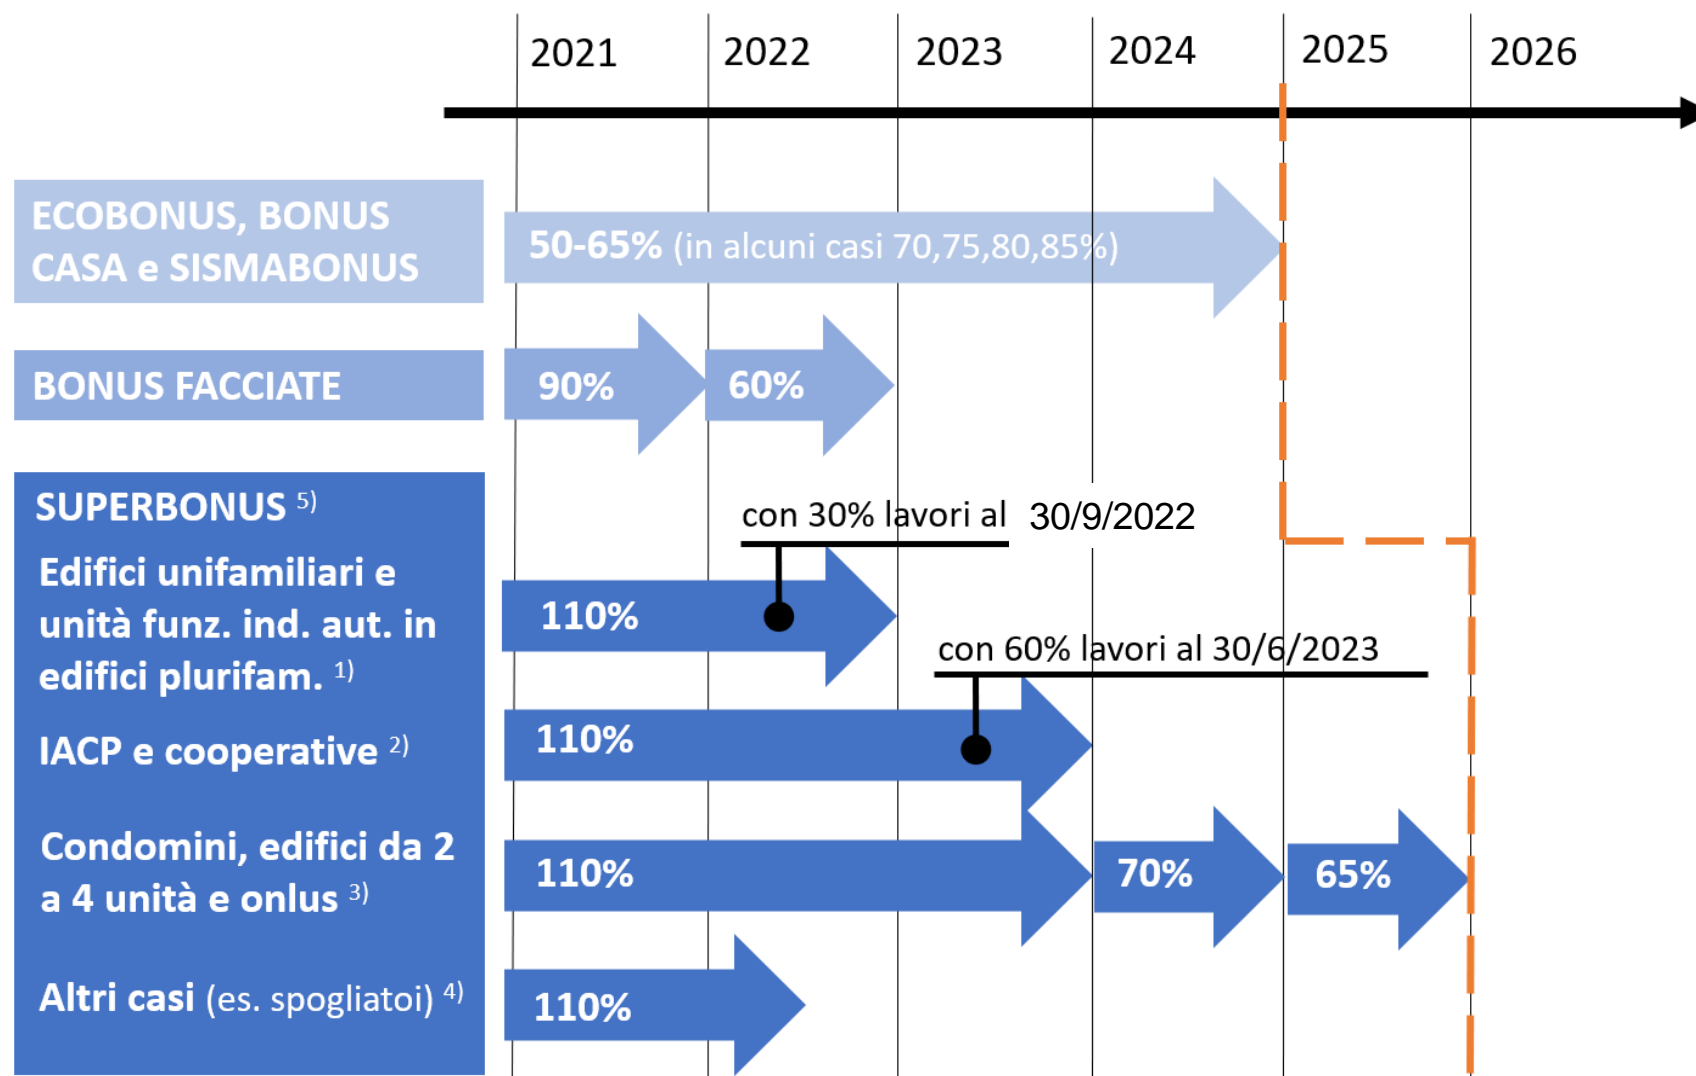 2021 2022 2023 2024 2025 2026
ECOBONUS, BONUS
CASA e SISMABONUS
50-65% (in alcuni casi 70,75,80,85%)
BONUS FACCIATE
90%
60%
SUPERBONUS 5)
con 30% lavori al 30/9/2022
Edifici unifamiliari e
unità funz. ind. aut. in
edifici plurifam. 1)
110%
con 60% lavori al 30/6/2023
IACP e cooperative 2)
110%
Condomini, edifici da 2
a 4 unità e onlus 3)
110%
70%
65%
Altri casi (es. spogliatoi) 4)
110%